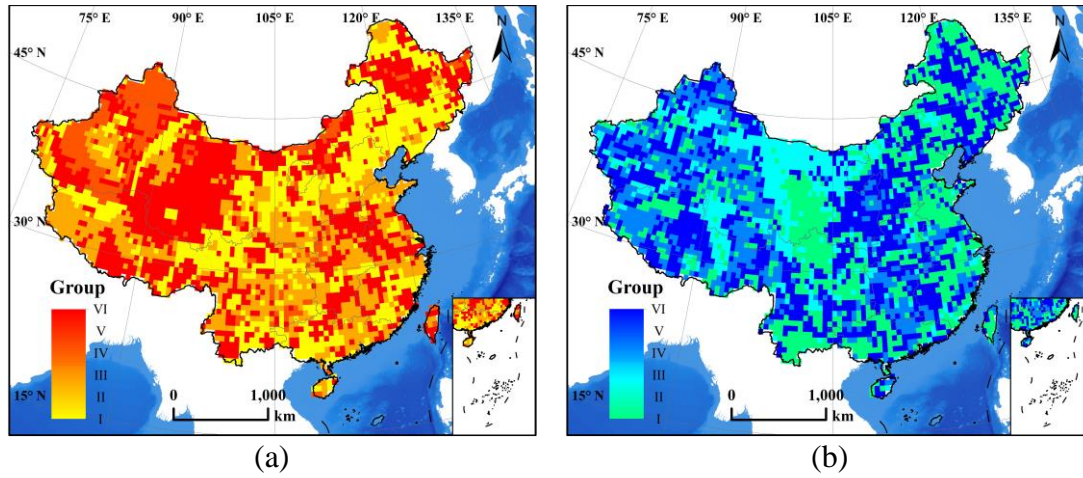 75° E 90° E 105° E 120° E 135° E
45° N
30° N
15° N
N
Group
VI
V
IV
III
II
I
0 1,000
km
(a)
75° E 90° E 105° E 120° E 135° E
45° N
30° N
15° N
N
Group
VI
V
IV
III
II
I
0 1,000
km
(b)